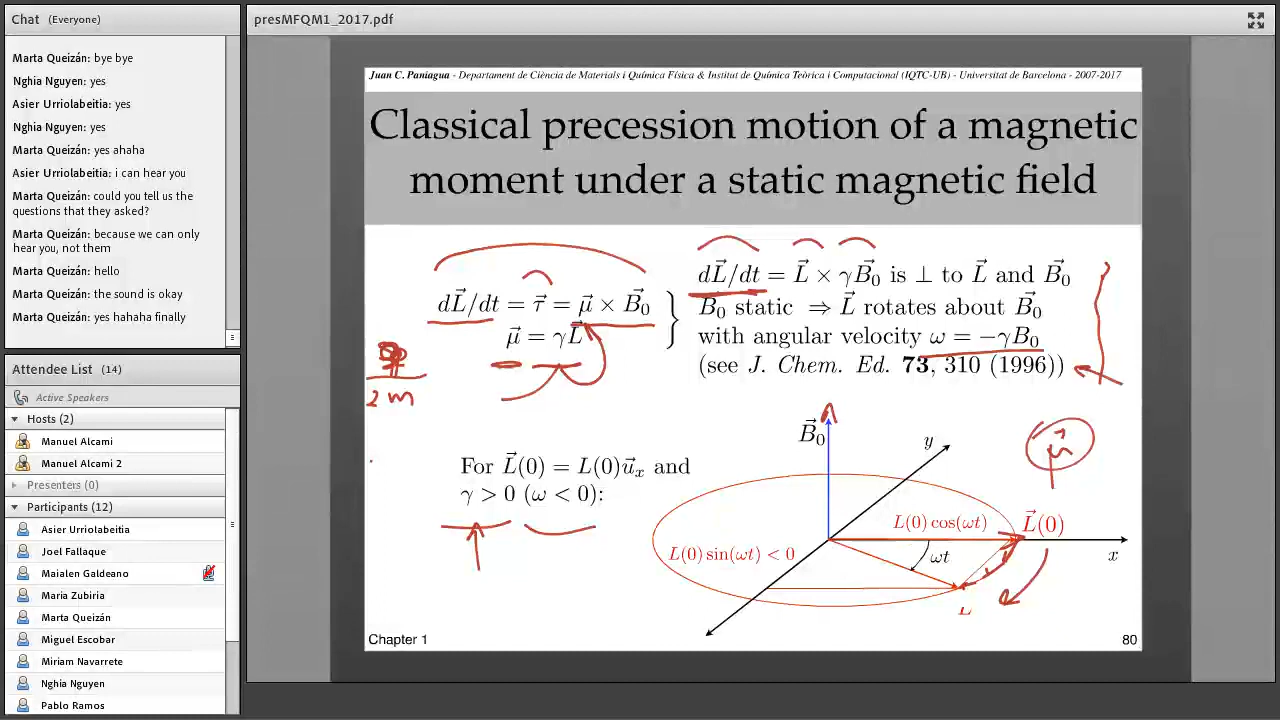 Chat (Everyone)
Marta Queizán: bye bye
Nghia Nguyen: yes
Asier Urriolabeitia: yes
Nghia Nguyen: yes
Marta Queizán: yes ahaha
Asier Urriolabeitia: i can hear you
Marta Queizán: could you tell us the
questions that they asked?
Marta Queizán: because we can only
hear you, not them
Marta Queizán: hello
Marta Queizán: the sound is okay
Marta Queizán: yes hahaha finally
Attendee List (14)
Active Speakers
Hosts (2)
Manuel Alcami
Manuel Alcami 2
Presenters (0)
Participants (12)
Asier Urriolabeitia
Joel Fallaque
Maialen Galdeano
Maria Zubiria
Marta Queizán
Miguel Escobar
Miriam Navarrete
Nghia Nguyen
Pablo Ramos
presMFQM1_2017.pdf
Juan C. Paniagua - Departament de Ciència de Materials i Química Física & Institut de Química Teòrica i Computacional (IQTC-UB) - Universitat de Barcelona - 2007-2017
Classical precession motion of a magnetic
moment under a static magnetic field
dL⃗/dt = τ⃗ = μ⃗ × B⃗₀
μ⃗ = γL⃗
dL⃗/dt = L⃗ × γB⃗₀ is ⊥ to L⃗ and B⃗₀
B⃗₀ static ⇒ L⃗ rotates about B⃗₀
with angular velocity ω = −γB₀
(see J. Chem. Ed. 73, 310 (1996))
2m
For L⃗(0) = L(0)u⃗ₓ and
γ > 0 (ω < 0):
B⃗₀
y
μ⃗
L(0) cos(ωt)
L⃗(0)
L(0) sin(ωt) < 0
ωt
x
L
Chapter 1
80